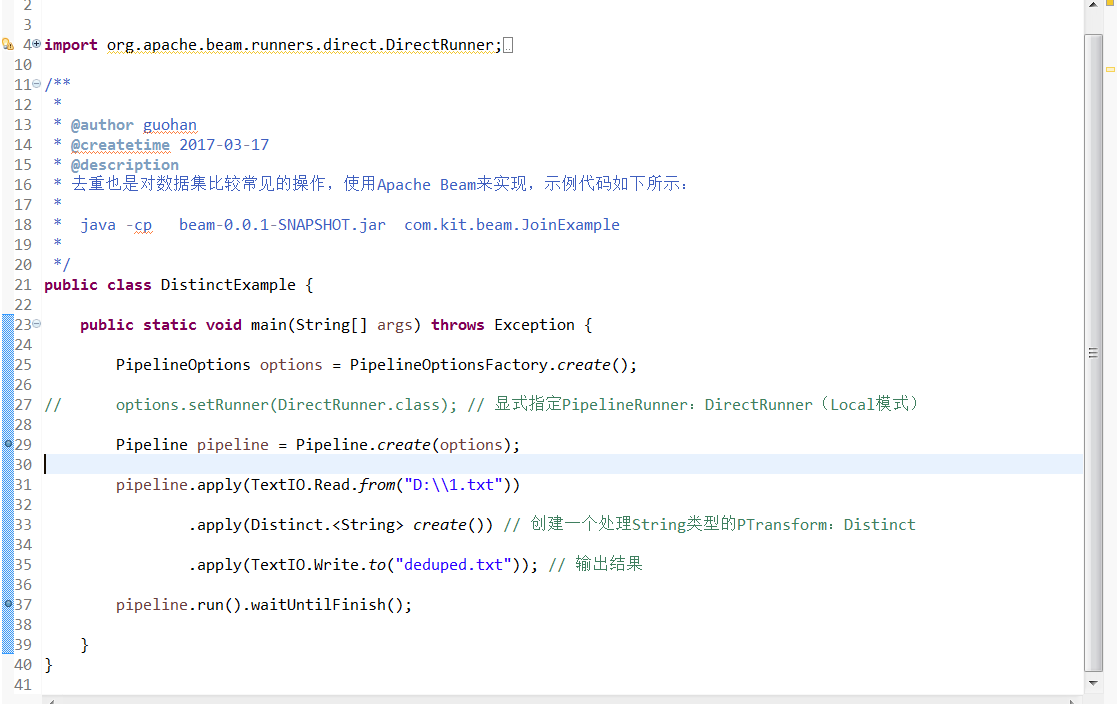 2
3
4 import org.apache.beam.runners.direct.DirectRunner;
10
11 /**
12  *
13  * @author guohan
14  * @createtime 2017-03-17
15  * @description
16  * 去重也是对数据集比较常见的操作，使用Apache Beam来实现，示例代码如下所示：
17  *
18  *  java -cp   beam-0.0.1-SNAPSHOT.jar  com.kit.beam.JoinExample
19  *
20  */
21 public class DistinctExample {
22
23     public static void main(String[] args) throws Exception {
24
25         PipelineOptions options = PipelineOptionsFactory.create();
26
27 //      options.setRunner(DirectRunner.class); // 显式指定PipelineRunner：DirectRunner（Local模式）
28
29         Pipeline pipeline = Pipeline.create(options);
30
31         pipeline.apply(TextIO.Read.from("D:\\1.txt"))
32
33                 .apply(Distinct.<String> create()) // 创建一个处理String类型的PTransform：Distinct
34
35                 .apply(TextIO.Write.to("deduped.txt")); // 输出结果
36
37         pipeline.run().waitUntilFinish();
38
39     }
40 }
41